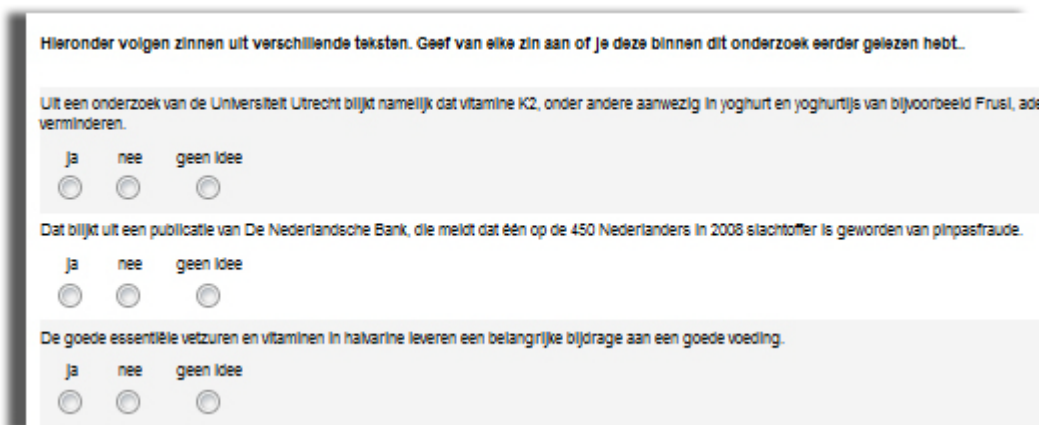 Hieronder volgen zinnen uit verschillende teksten. Geef van elke zin aan of je deze binnen dit onderzoek eerder gelezen hebt..
Uit een onderzoek van de Universiteit Utrecht blijkt namelijk dat vitamine K2, onder andere aanwezig in yoghurt en yoghurtijs van bijvoorbeeld Frusi,
verminderen.
ja nee geen idee
Dat blijkt uit een publicatie van De Nederlandsche Bank, die meldt dat één op de 450 Nederlanders in 2008 slachtoffer is geworden van pinpasfraude.
ja nee geen idee
De goede essentiële vetzuren en vitaminen in halvarine leveren een belangrijke bijdrage aan een goede voeding.
ja nee geen idee